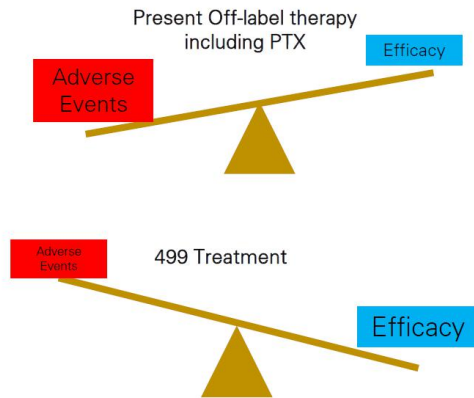 Present Off-label therapy
including PTX
Efficacy
Adverse
Events
Adverse
Events
499 Treatment
Efficacy